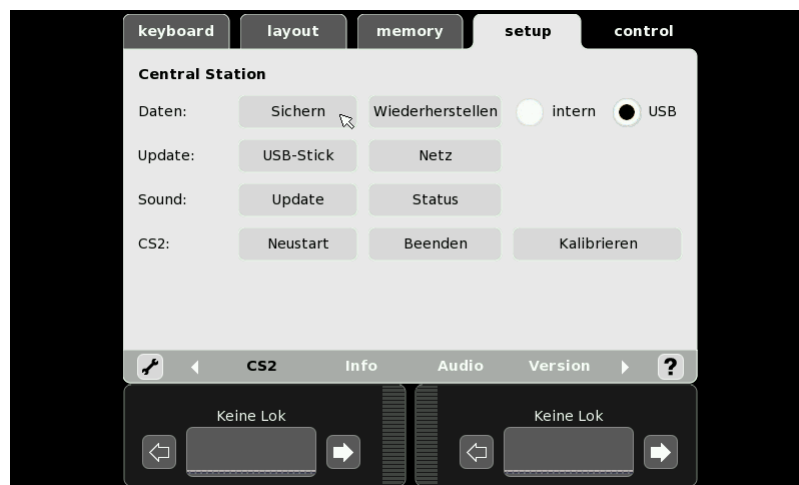 keyboard layout memory setup control
Central Station
Daten: Sichern Wiederherstellen intern USB
Update: USB-Stick Netz
Sound: Update Status
CS2: Neustart Beenden Kalibrieren
CS2 Info Audio Version ?
Keine Lok Keine Lok